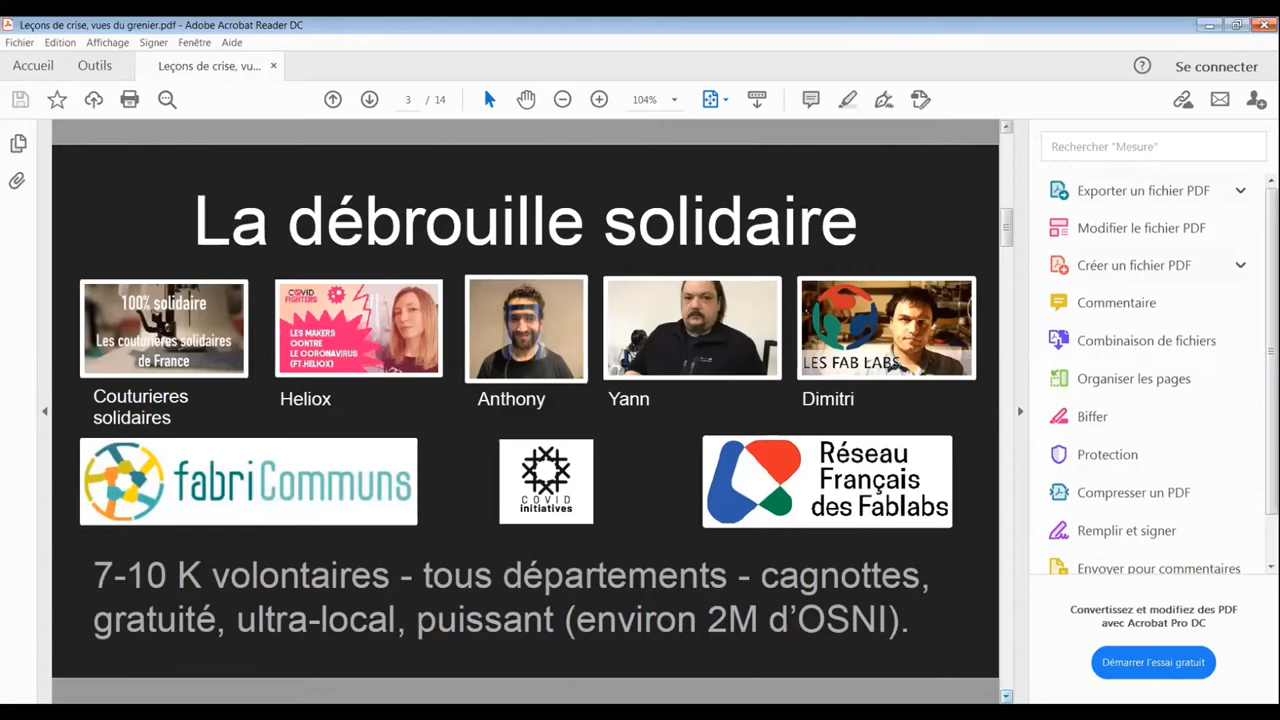 Leçons de crise, vues du grenier.pdf - Adobe Acrobat Reader DC
Fichier Edition Affichage Signer Fenêtre Aide
Accueil Outils Leçons de crise, vu... × Se connecter
3 / 14 104%
La débrouille solidaire
100% solidaire
Les couturières solidaires
de France
COVID
FIGHTERS
LES MAKERS
CONTRE
LE CORONAVIRUS
(FT.HELIOX)
LES FAB LABS
Couturieres
solidaires
Heliox
Anthony
Yann
Dimitri
fabriCommuns
COVID
initiatives
Réseau
Français
des Fablabs
7-10 K volontaires - tous départements - cagnottes,
gratuité, ultra-local, puissant (environ 2M d’OSNI).
Rechercher "Mesure"
Exporter un fichier PDF
Modifier le fichier PDF
Créer un fichier PDF
Commentaire
Combinaison de fichiers
Organiser les pages
Biffer
Protection
Compresser un PDF
Remplir et signer
Envoyer pour commentaires
Convertissez et modifiez des PDF
avec Acrobat Pro DC
Démarrer l'essai gratuit